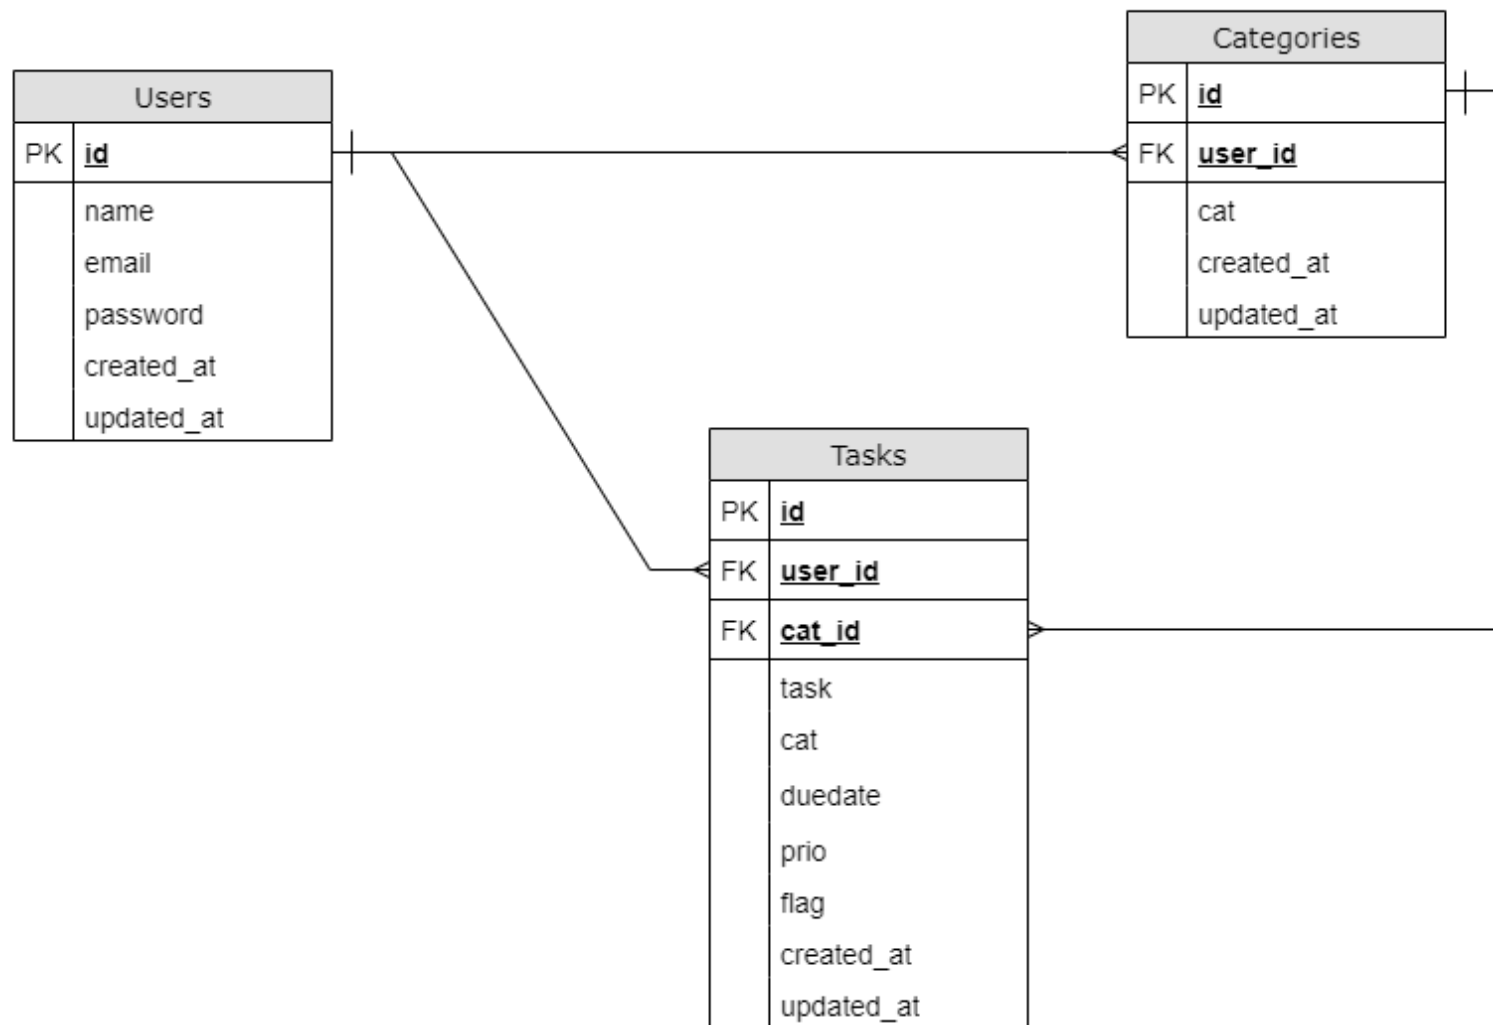 Users
PK id
name
email
password
created_at
updated_at
Categories
PK id
FK user_id
cat
created_at
updated_at
Tasks
PK id
FK user_id
FK cat_id
task
cat
duedate
prio
flag
created_at
updated_at